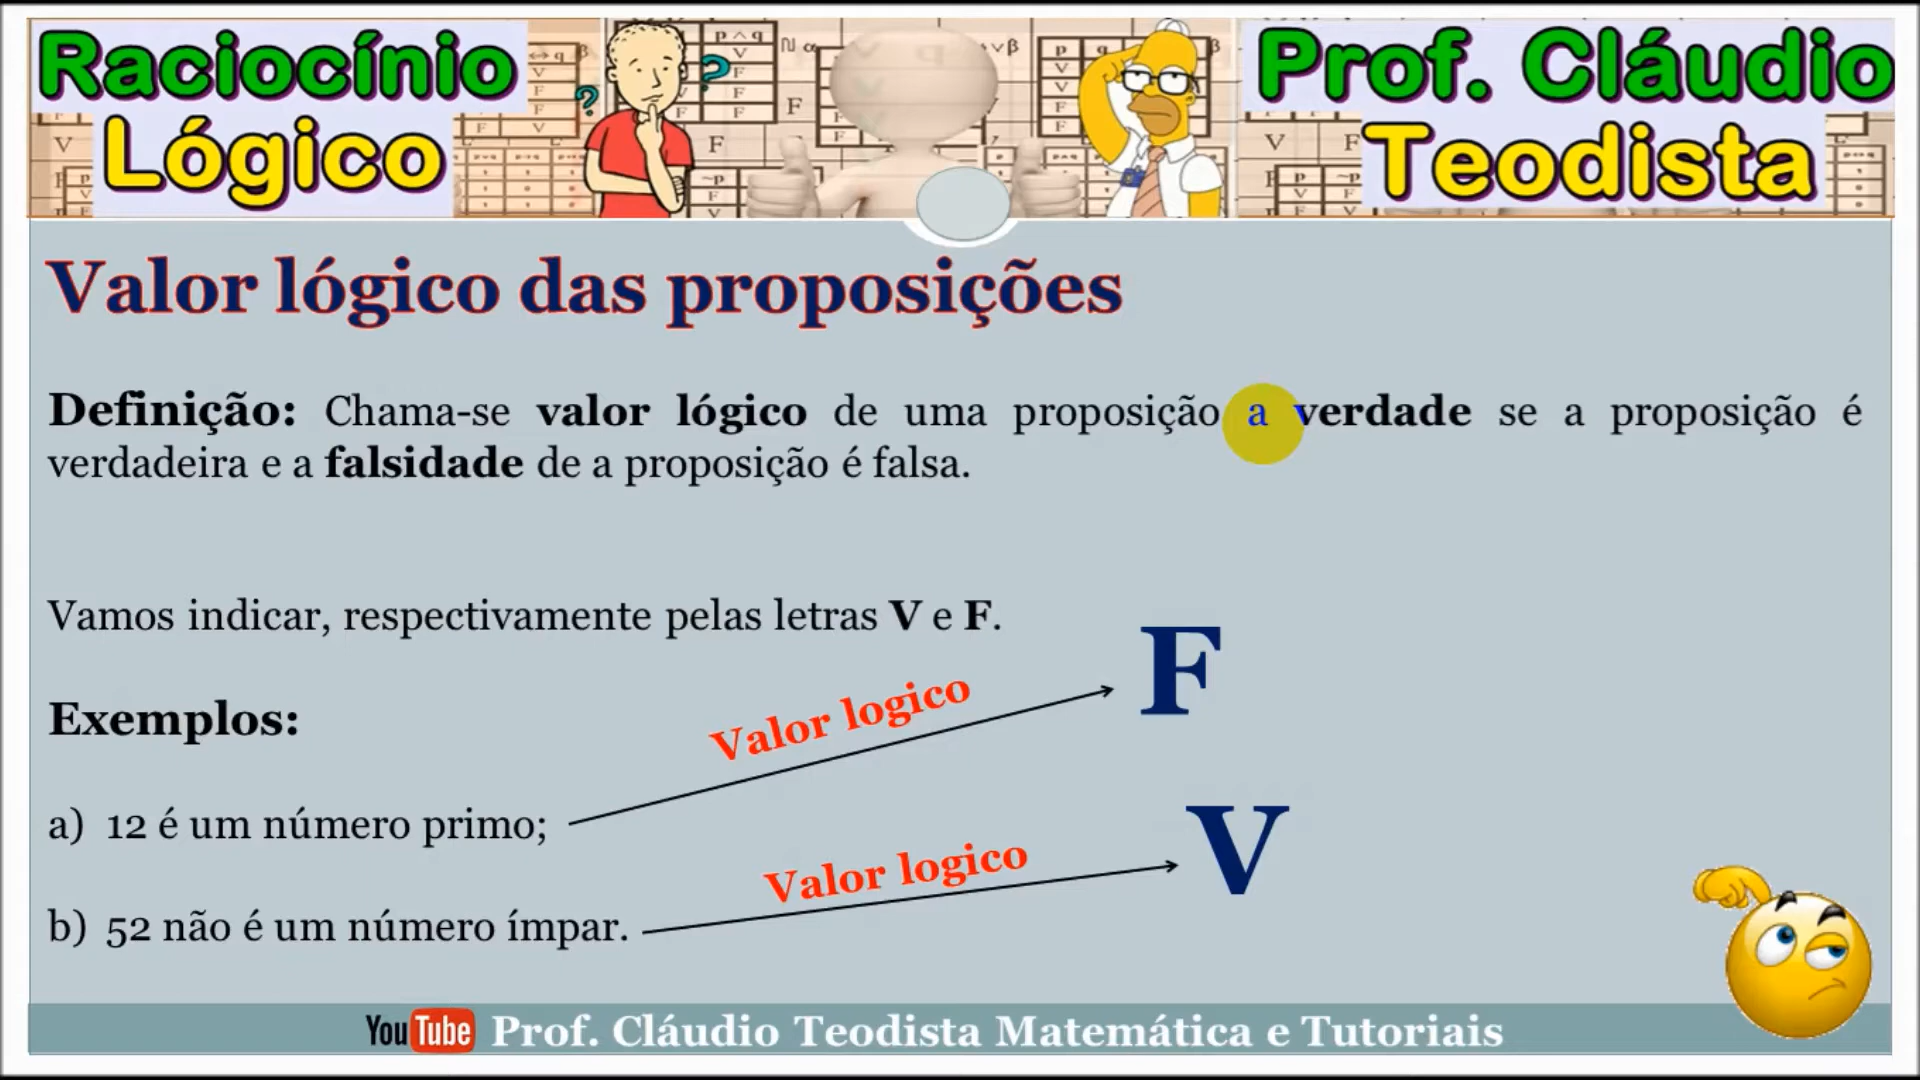 Raciocínio
Lógico
Prof. Cláudio
Teodista
Valor lógico das proposições
Definição: Chama-se valor lógico de uma proposição a verdade se a proposição é
verdadeira e a falsidade de a proposição é falsa.
Vamos indicar, respectivamente pelas letras V e F.
Exemplos:
Valor logico
F
a) 12 é um número primo;
Valor logico
V
b) 52 não é um número ímpar.
YouTube Prof. Cláudio Teodista Matemática e Tutoriais